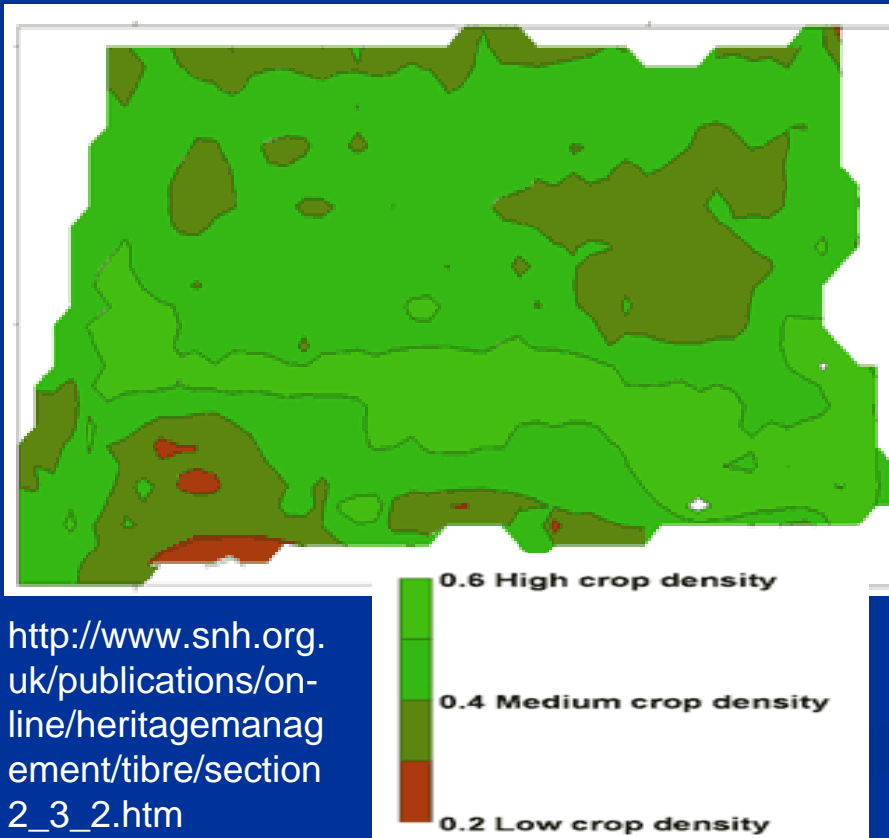 0.6 High crop density
0.4 Medium crop density
0.2 Low crop density
http://www.snh.org.
uk/publications/on-
line/heritagemanag
ement/tibre/section
2_3_2.htm